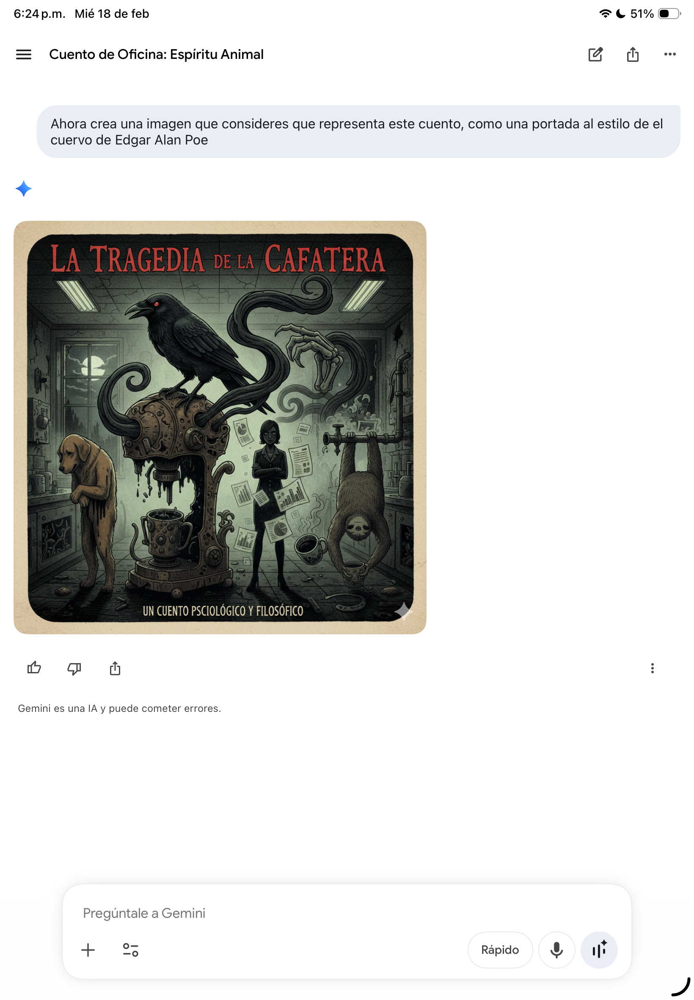 6:24 p.m. Mié 18 de feb
51%
Cuento de Oficina: Espíritu Animal
Ahora crea una imagen que consideres que representa este cuento, como una portada al estilo de el
cuervo de Edgar Alan Poe
LA TRAGEDIA DE LA CAFATERA
UN CUENTO PSCIOLÓGICO Y FILOSÓFICO
Gemini es una IA y puede cometer errores.
Pregúntale a Gemini
Rápido